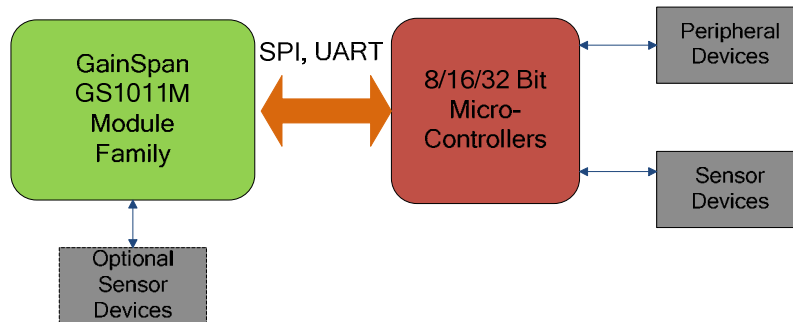 GainSpan
GS1011M
Module
Family
SPI, UART
8/16/32 Bit
Micro-
Controllers
Peripheral
Devices
Sensor
Devices
Optional
Sensor
Devices